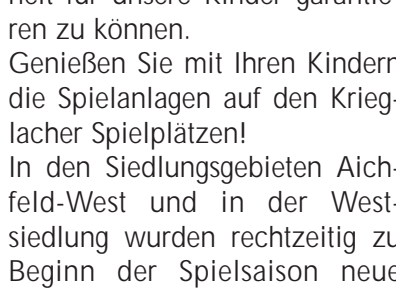 heit für unsere Kinder garantie-
ren zu können.
Genießen Sie mit Ihren Kindern
die Spielanlagen auf den Krieg-
lacher Spielplätzen!
In den Siedlungsgebieten Aich-
feld-West und in der West-
siedlung wurden rechtzeitig zu
Beginn der Spielsaison neue